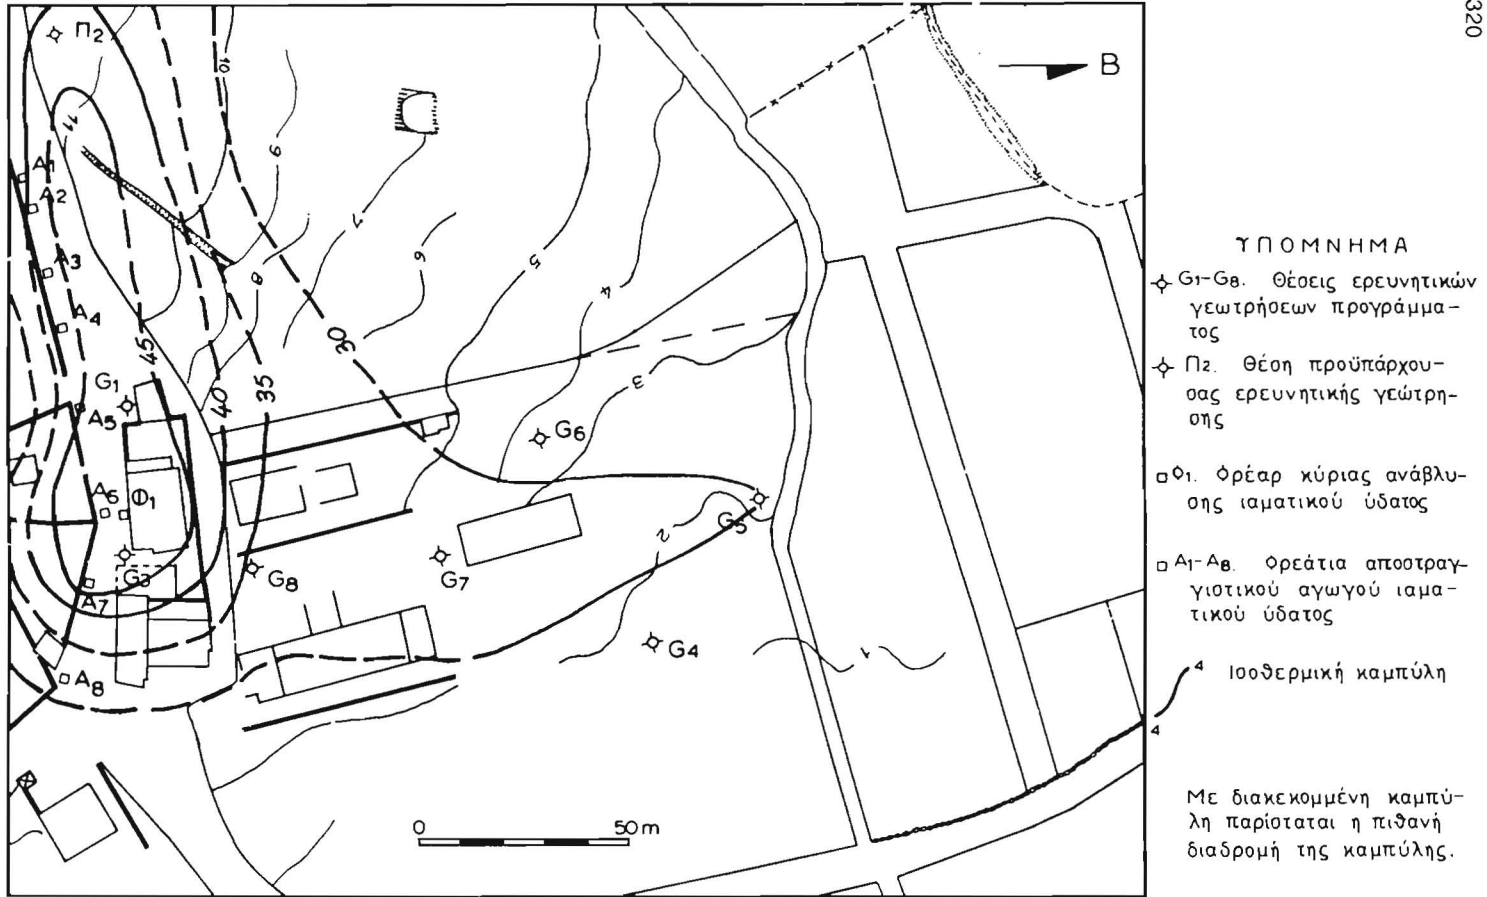 320
Π2
10
11
9
B
A1
A2
A3
A4
7
6
8
5
4
3
30
45
40
35
G1
A5
G6
A6
Φ1
G5
2
G3
G8
G7
A7
G4
1
A8
0 50m
ΥΠΟΜΝΗΜΑ
G1-G8. Θέσεις ερευνητικών
γεωτρήσεων προγράμμα-
τος
Π2. Θέση προϋπάρχου-
σας ερευνητικής γεώτρη-
σης
Φ1. Φρέαρ κύριας ανάβλυ-
σης ιαματικού ύδατος
A1-A8. Φρεάτια αποστραγ-
γιστικού αγωγού ιαμα-
τικού ύδατος
4 Ισοθερμική καμπύλη
4
Με διακεκομμένη καμπύ-
λη παρίσταται η πιθανή
διαδρομή της καμπύλης.